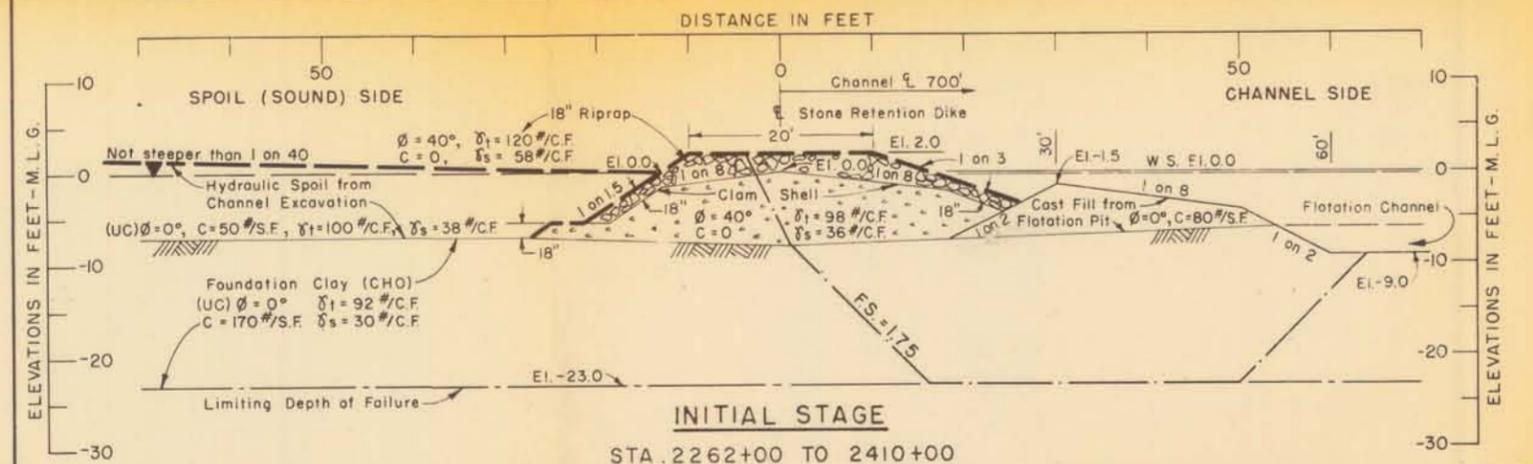 DISTANCE IN FEET
50
0
50
10
SPOIL (SOUND) SIDE
Channel ℄ 700'
CHANNEL SIDE
10
18" Riprap
℄ Stone Retention Dike
Ø = 40°, γt = 120 #/C.F.
C = 0, γs = 58 #/C.F.
20'
El. 2.0
30'
60'
Not steeper than 1 on 40
El. 0.0
El. 0.0
1 on 3
El.-1.5
W S. El. 0.0
0
0
Hydraulic Spoil from
Channel Excavation
1 on 8
1 on 8
1 on 8
1 on 1.5
Clam
Shell
18"
18"
Cast Fill from
Flotation Pit
Ø=0°, C=80#/S.F.
Flotation Channel
(UC) Ø=0°, C=50#/S.F., γt=100#/C.F., γs=38#/C.F.
Ø = 40°
C = 0
γt = 98#/C.F.
γs = 36#/C.F.
1 on 2
1 on 2
18"
-10
-10
El.-9.0
Foundation Clay (CHO)
(UC) Ø = 0° γt = 92 #/C.F.
C = 170#/S.F. γs = 30#/C.F.
F.S. = 1.75
-20
-20
El.-23.0
Limiting Depth of Failure
INITIAL STAGE
-30
-30
STA. 2262+00 TO 2410+00
ELEVATIONS IN FEET-M.L.G.
ELEVATIONS IN FEET-M.L.G.